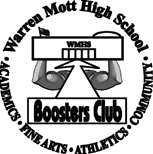 Warren Mott High School
WMHS
Boosters Club
•ACADEMICS•FINE ARTS•ATHLETICS•COMMUNITY•